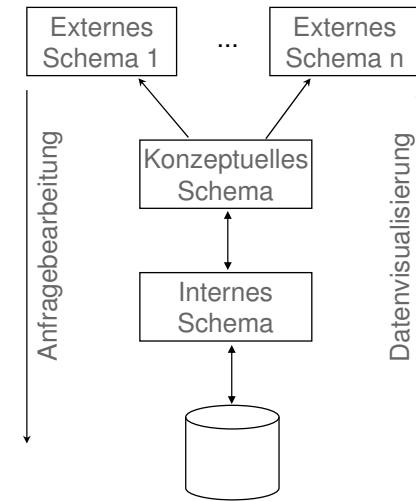 Externes
Schema 1
...
Externes
Schema n
Konzeptuelles
Schema
Internes
Schema
Anfragebearbeitung
Datenvisualisierung